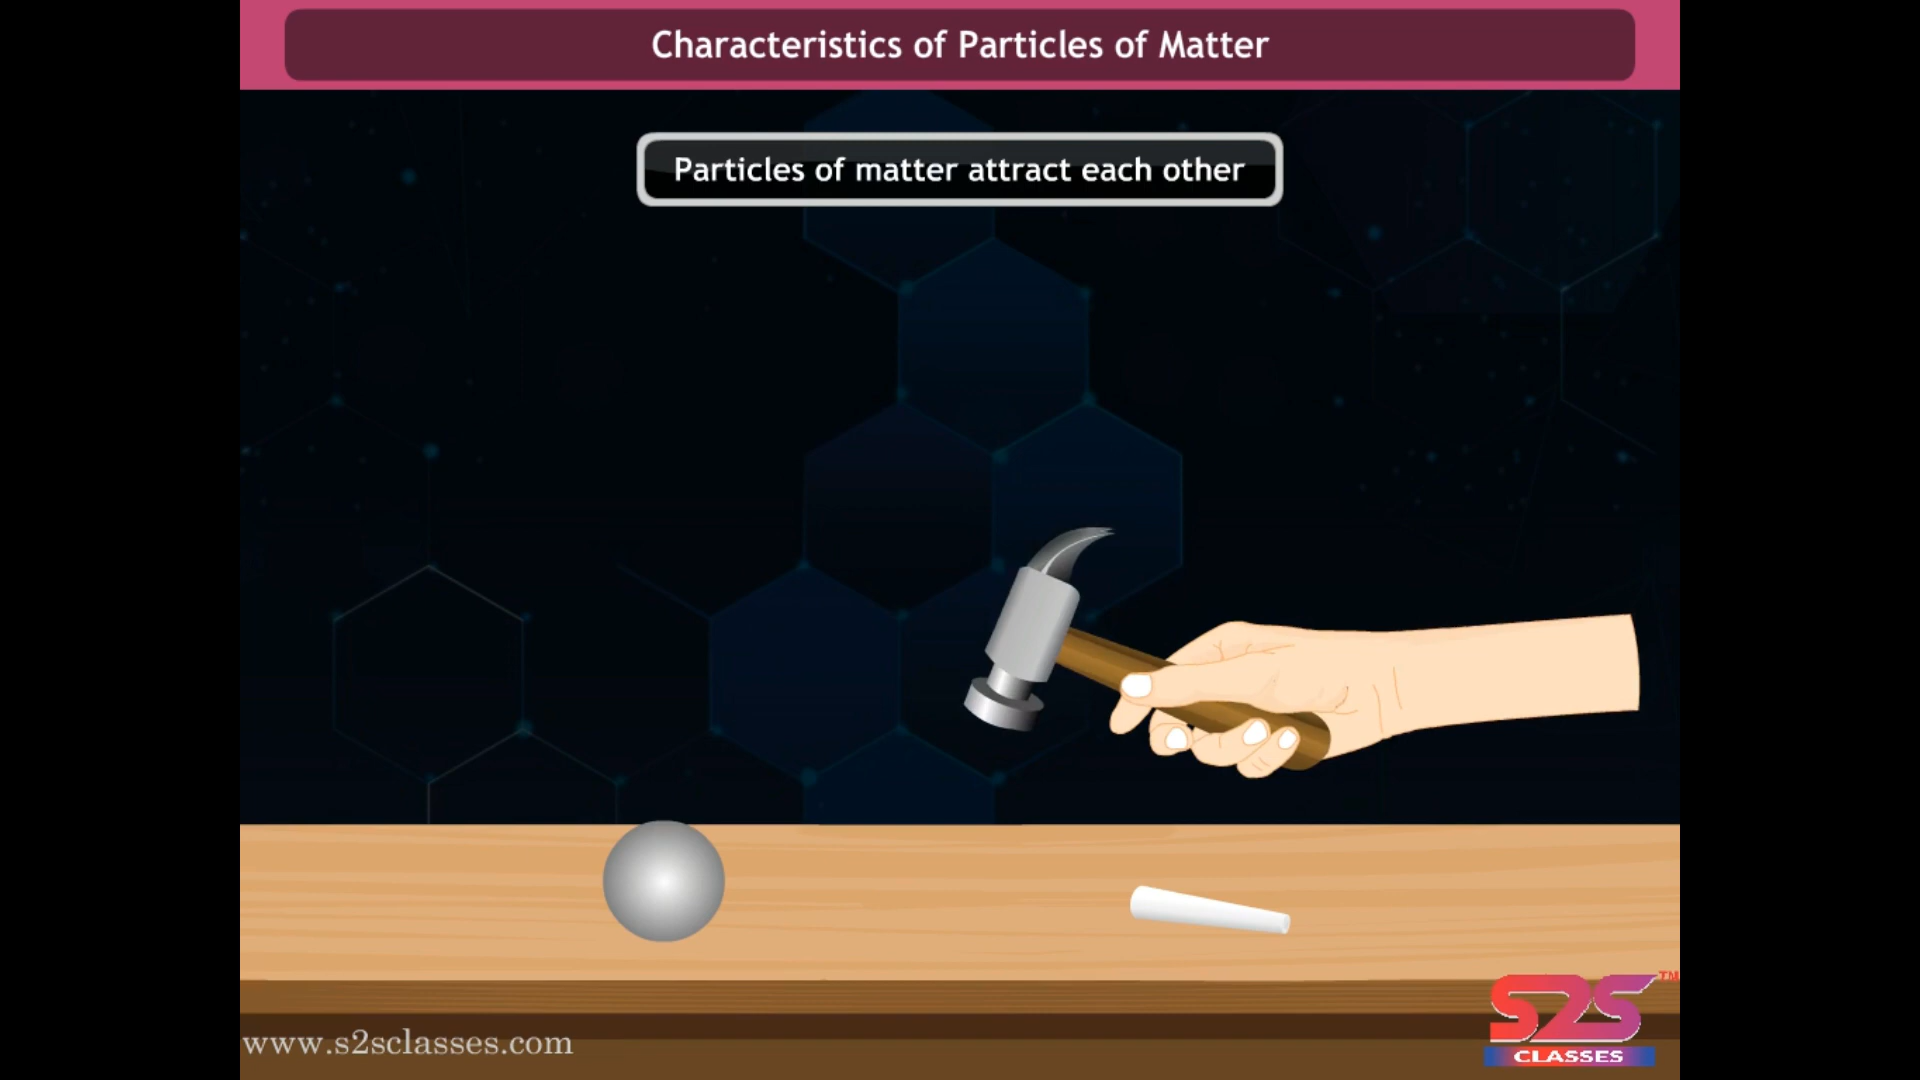 Characteristics of Particles of Matter
Particles of matter attract each other
S2S
TM
CLASSES
www.s2sclasses.com